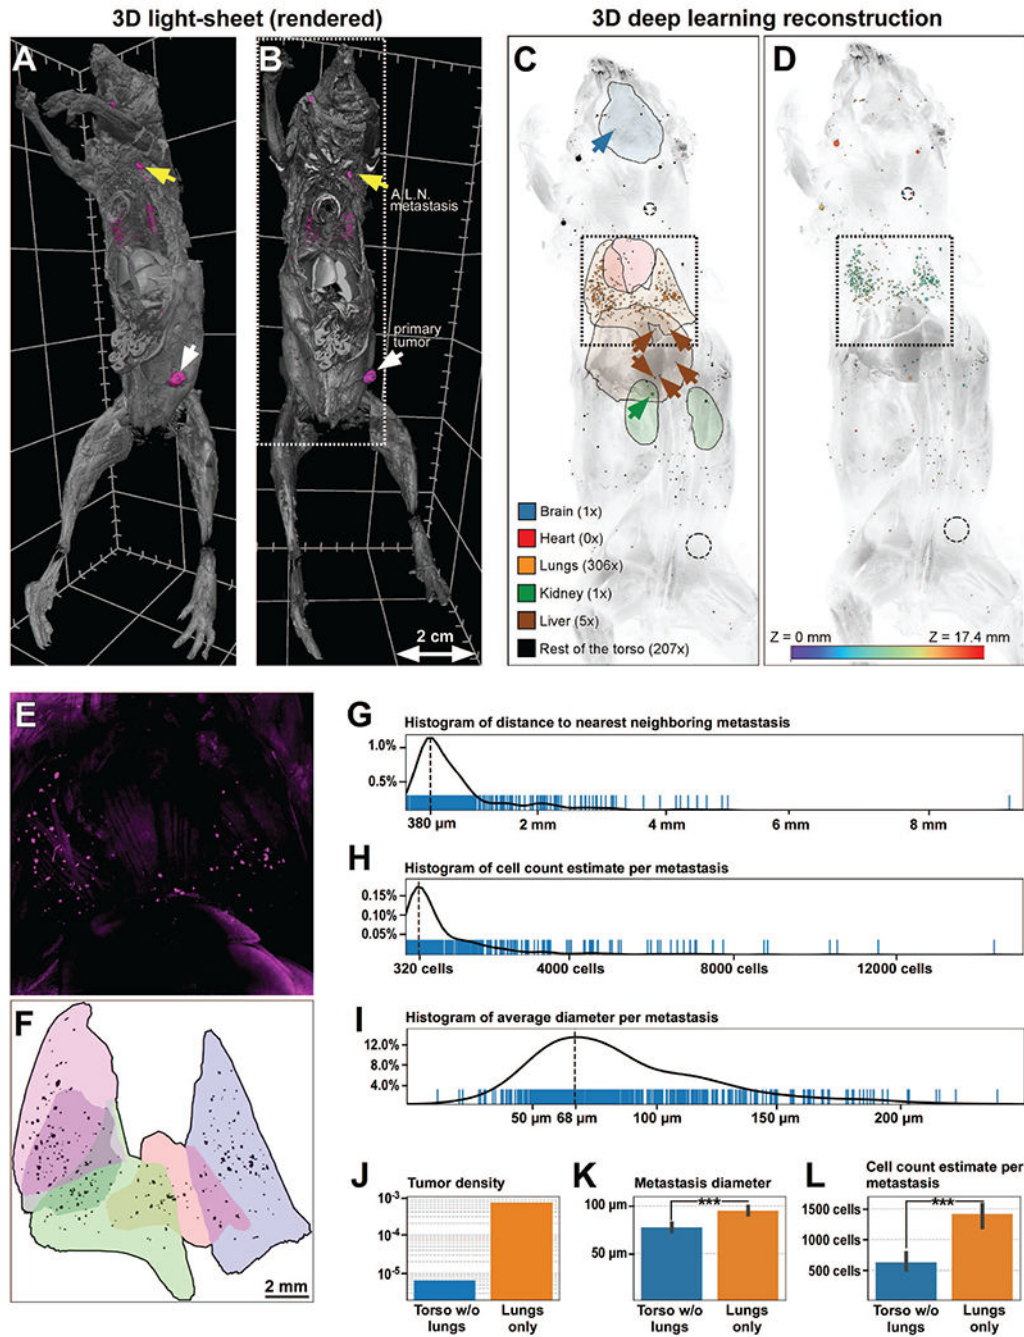 3D light-sheet (rendered)
3D deep learning reconstruction
A
B
C
D
A.L.N.
metastasis
primary
tumor
2 cm
Brain (1x)
Heart (0x)
Lungs (306x)
Kidney (1x)
Liver (5x)
Rest of the torso (207x)
Z = 0 mm
Z = 17.4 mm
E
F
2 mm
G
Histogram of distance to nearest neighboring metastasis
1.0%
0.5%
380 µm
2 mm
4 mm
6 mm
8 mm
H
Histogram of cell count estimate per metastasis
0.15%
0.10%
0.05%
320 cells
4000 cells
8000 cells
12000 cells
I
Histogram of average diameter per metastasis
12.0%
8.0%
4.0%
50 µm
68 µm
100 µm
150 µm
200 µm
J
Tumor density
10⁻³
10⁻⁴
10⁻⁵
Torso w/o
lungs
Lungs
only
K
Metastasis diameter
100 µm
50 µm
***
Torso w/o
lungs
Lungs
only
L
Cell count estimate per
metastasis
1500 cells
1000 cells
500 cells
***
Torso w/o
lungs
Lungs
only